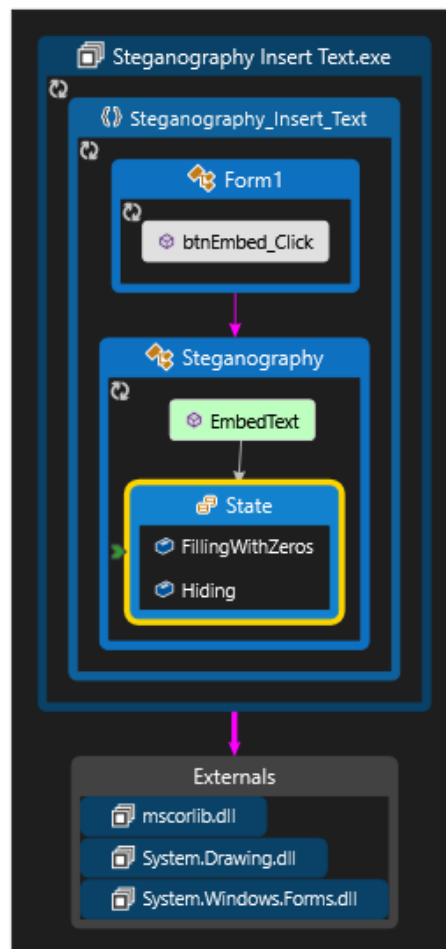 Steganography Insert Text.exe
Steganography_Insert_Text
Form1
btnEmbed_Click
Steganography
EmbedText
State
FillingWithZeros
Hiding
Externals
mscorlib.dll
System.Drawing.dll
System.Windows.Forms.dll